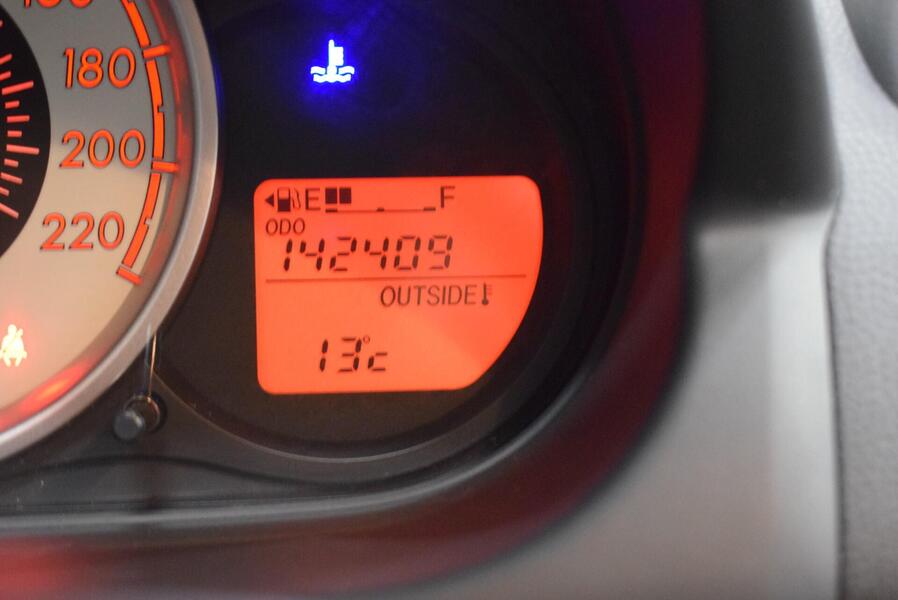 180
200
220
E F
ODO
142409
OUTSIDE
13°c